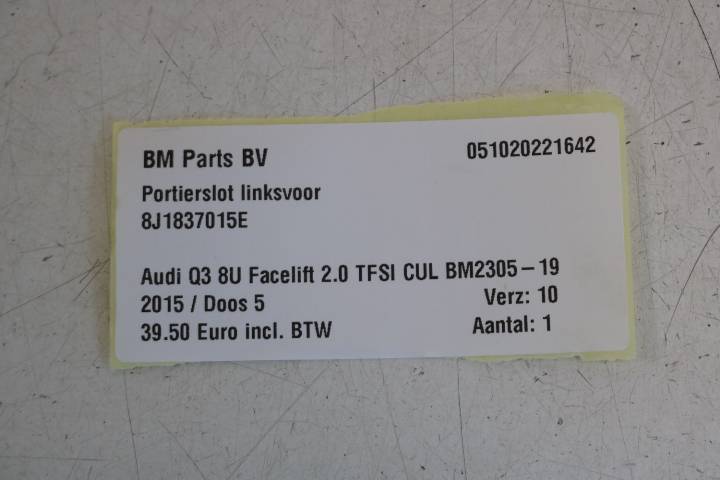 BM Parts BV 051020221642
Portierslot linksvoor
8J1837015E
Audi Q3 8U Facelift 2.0 TFSI CUL BM2305-19
2015 / Doos 5 Verz: 10
39.50 Euro incl. BTW Aantal: 1